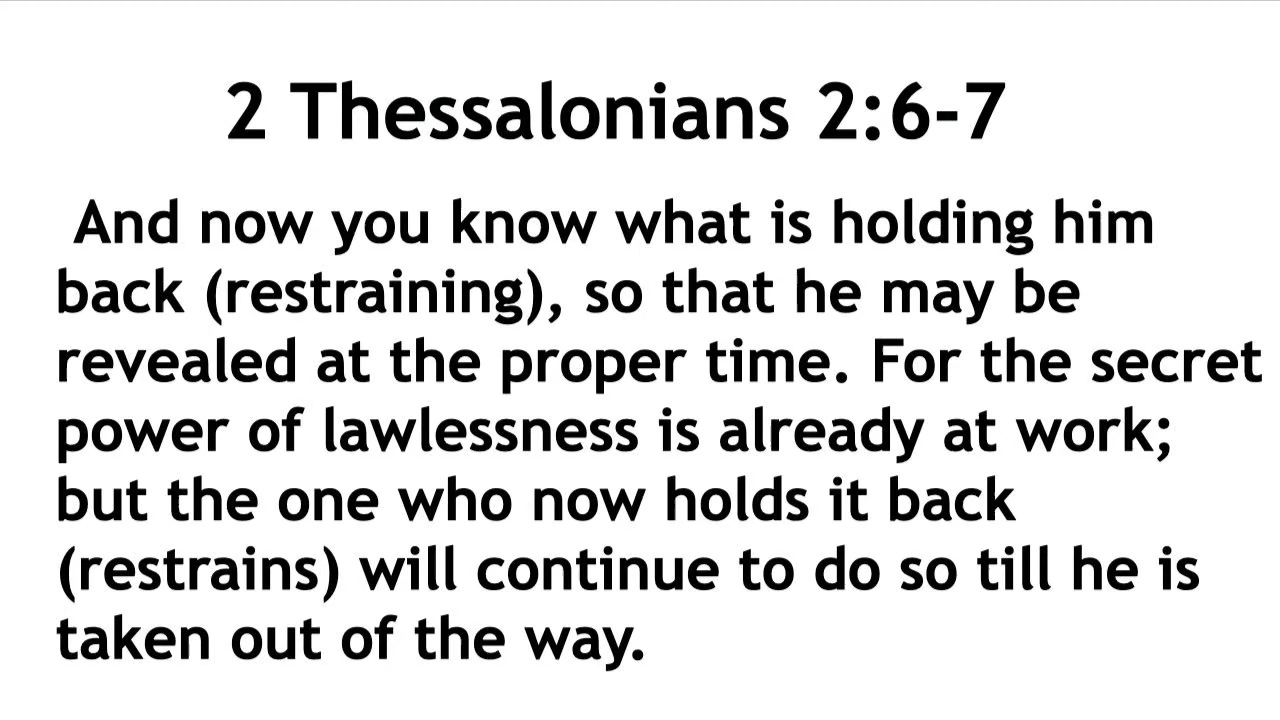 2 Thessalonians 2:6-7
And now you know what is holding him
back (restraining), so that he may be
revealed at the proper time. For the secret
power of lawlessness is already at work;
but the one who now holds it back
(restrains) will continue to do so till he is
taken out of the way.